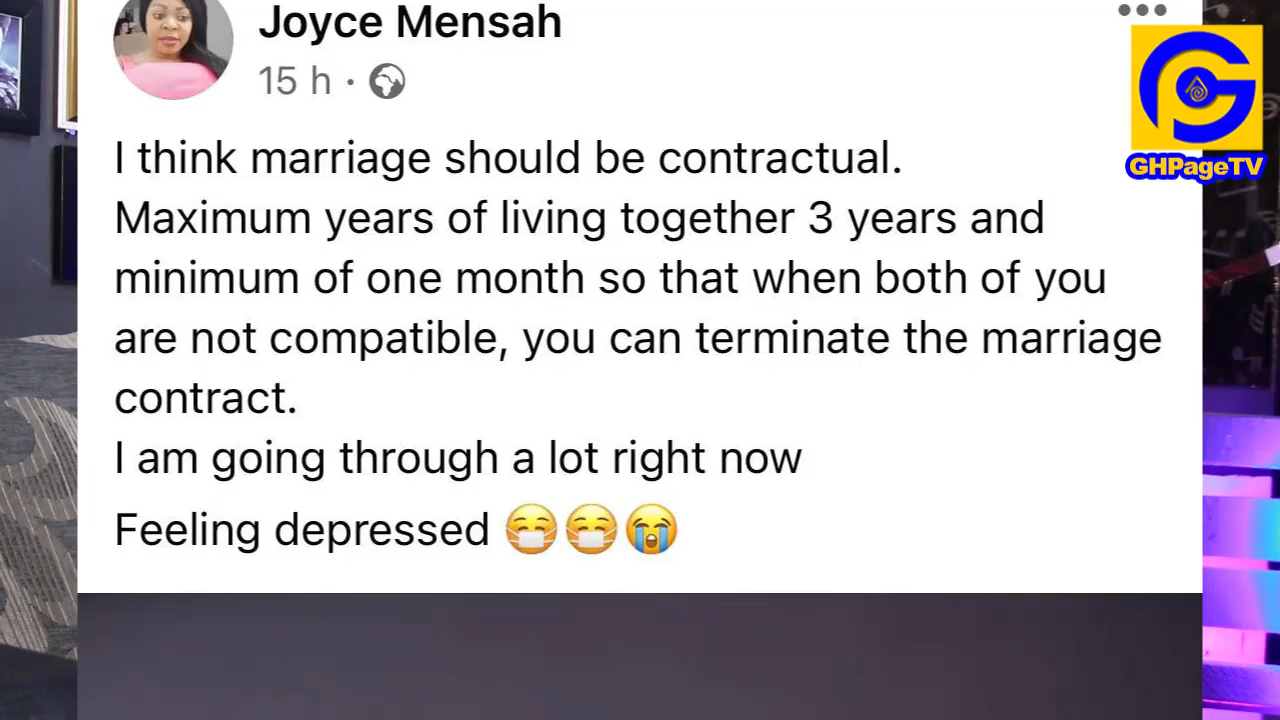 Joyce Mensah
15 h ·
GHPageTV
I think marriage should be contractual.
Maximum years of living together 3 years and
minimum of one month so that when both of you
are not compatible, you can terminate the marriage
contract.
I am going through a lot right now
Feeling depressed 😷😷😭